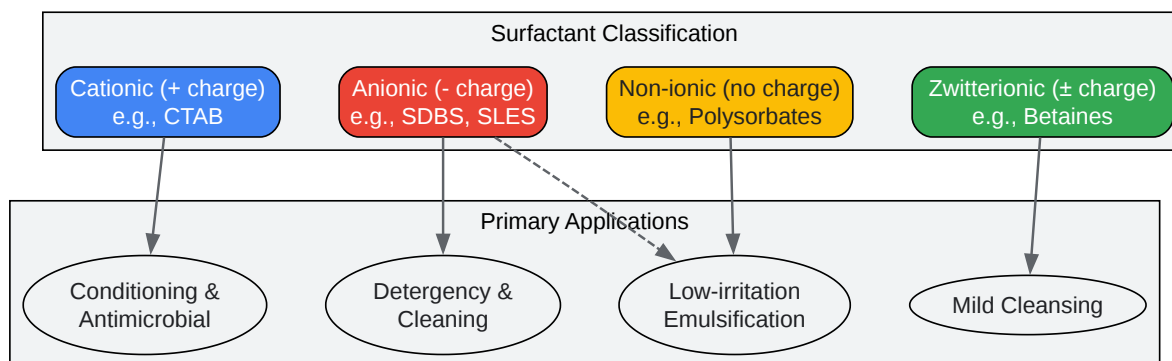 Surfactant Classification
Cationic (+ charge)
e.g., CTAB
Anionic (- charge)
e.g., SDBS, SLES
Non-ionic (no charge)
e.g., Polysorbates
Zwitterionic (± charge)
e.g., Betaines
Primary Applications
Conditioning &
Antimicrobial
Detergency &
Cleaning
Low-irritation
Emulsification
Mild Cleansing